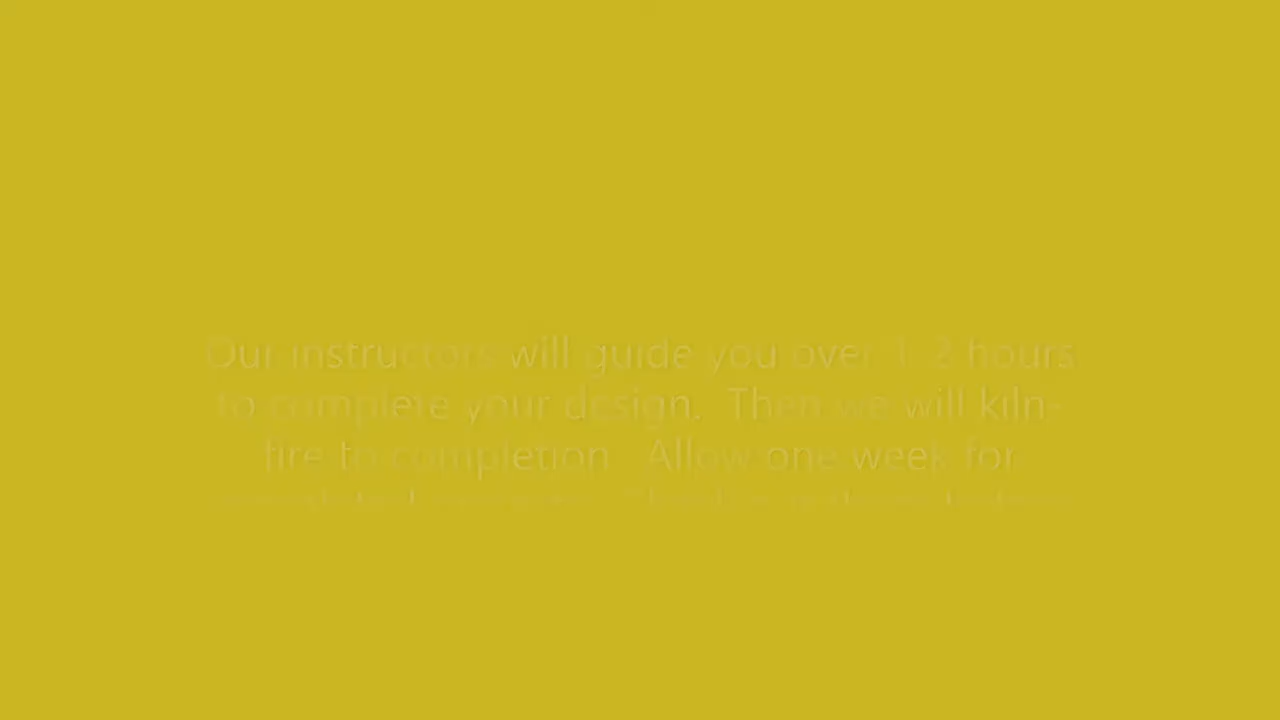 Our instructors will guide you over 1-2 hours
to complete your design.  Then we will kiln-
fire to completion.  Allow one week for